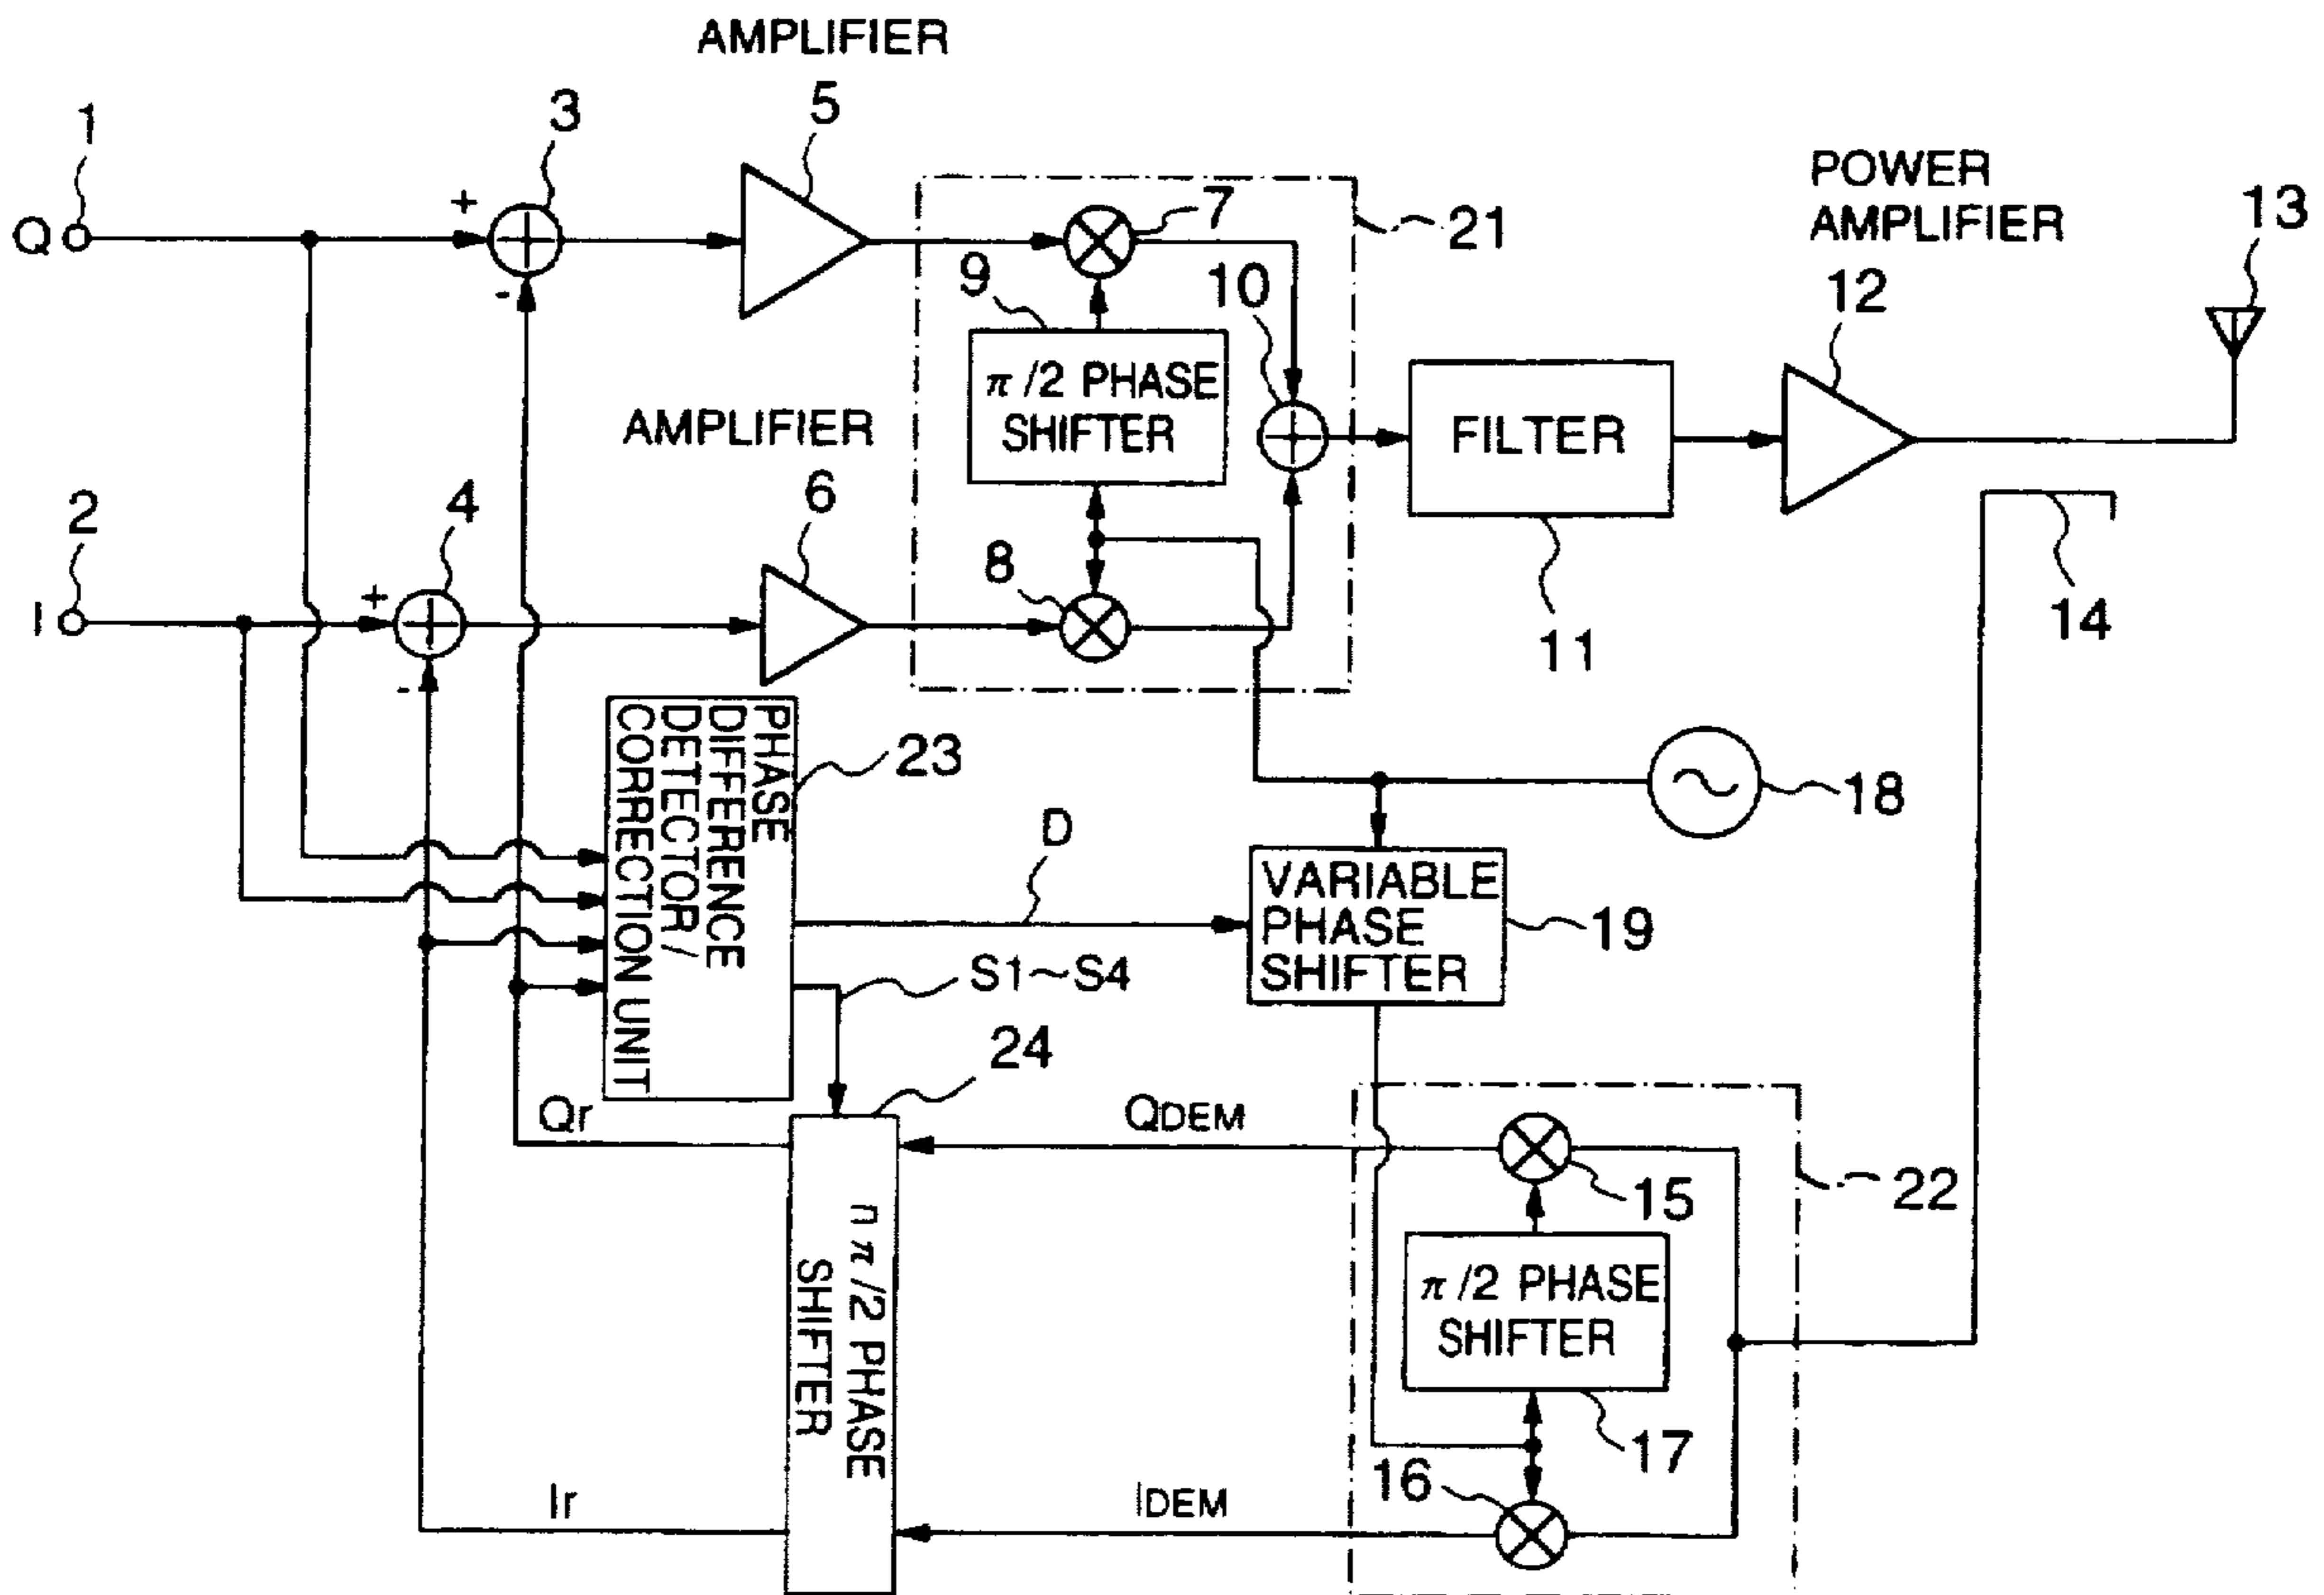 AMPLIFIER
5
1
3
Q
+
-
7
21
POWER
AMPLIFIER
12
13
9
10
π/2 PHASE
SHIFTER
FILTER
11
14
AMPLIFIER
6
2
4
I
+
-
8
PHASE
DIFFERENCE
DETECTOR/
CORRECTION UNIT
23
18
D
VARIABLE
PHASE
SHIFTER
19
S1~S4
24
Qr
QDEM
nπ/2 PHASE
SHIFTER
15
22
π/2 PHASE
SHIFTER
17
16
Ir
IDEM